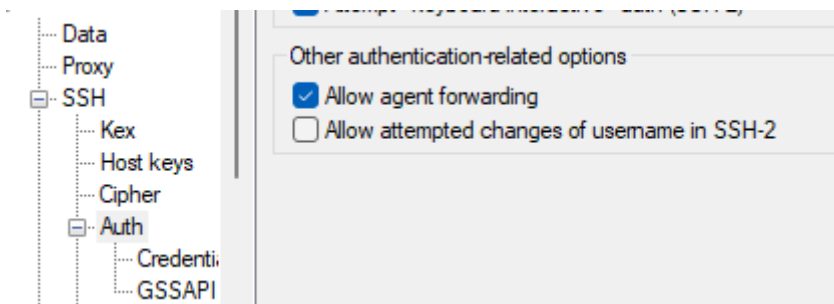 Data
Proxy
SSH
Kex
Host keys
Cipher
Auth
GSSAPI
Other authentication-related options
Allow agent forwarding
Allow attempted changes of username in SSH-2